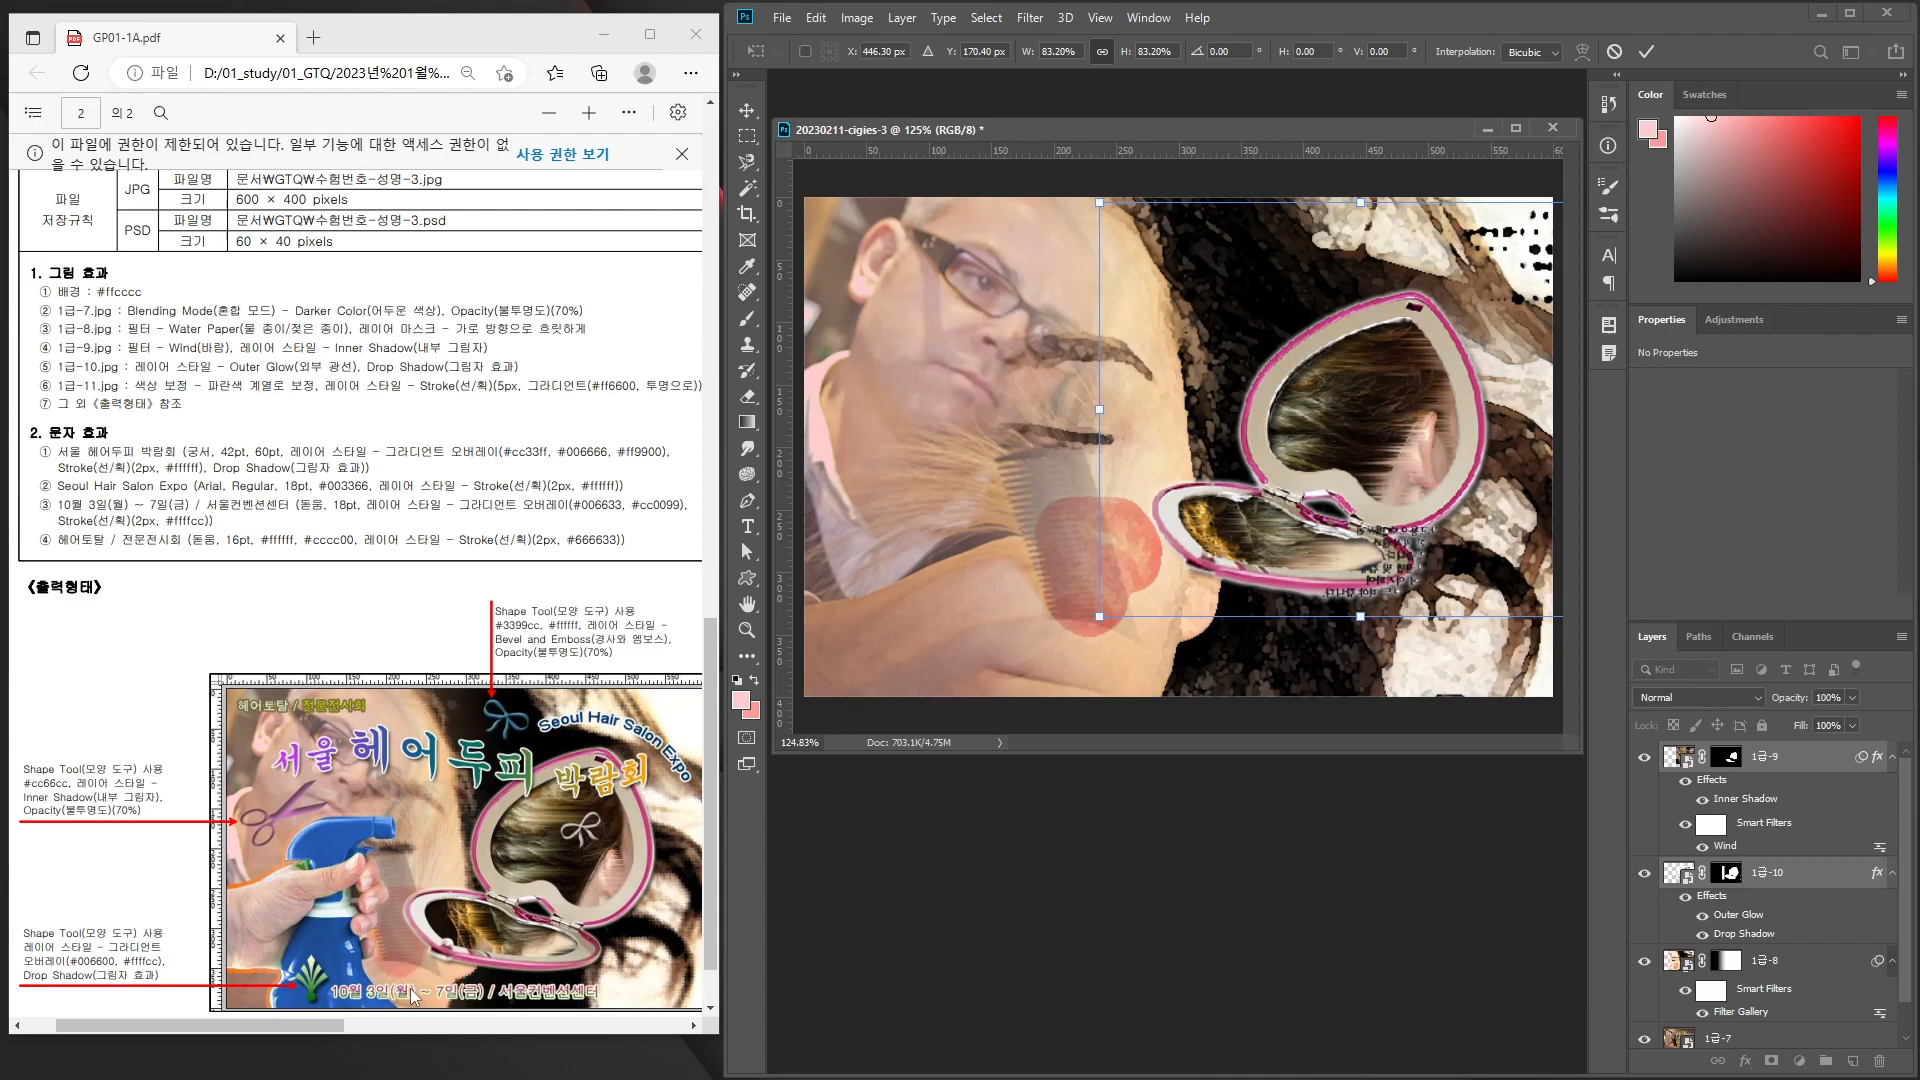 GP01-1A.pdf
파일
D:/01_study/01_GTQ/2023년%201월%...
2
의 2
이 파일에 권한이 제한되어 있습니다. 일부 기능에 대한 액세스 권한이 없
을 수 있습니다.
사용 권한 보기
파일
저장규칙
JPG
파일명
문서₩GTQ₩수험번호-성명-3.jpg
크기
600 × 400 pixels
PSD
파일명
문서₩GTQ₩수험번호-성명-3.psd
크기
60 × 40 pixels
1. 그림 효과
① 배경 : #ffcccc
② 1급-7.jpg : Blending Mode(혼합 모드) - Darker Color(어두운 색상), Opacity(불투명도)(70%)
③ 1급-8.jpg : 필터 - Water Paper(물 종이/젖은 종이), 레이어 마스크 - 가로 방향으로 흐릿하게
④ 1급-9.jpg : 필터 - Wind(바람), 레이어 스타일 - Inner Shadow(내부 그림자)
⑤ 1급-10.jpg : 레이어 스타일 - Outer Glow(외부 광선), Drop Shadow(그림자 효과)
⑥ 1급-11.jpg : 색상 보정 - 파란색 계열로 보정, 레이어 스타일 - Stroke(선/획)(5px, 그라디언트(#ff6600, 투명으로))
⑦ 그 외《출력형태》참조
2. 문자 효과
① 서울 헤어두피 박람회 (궁서, 42pt, 60pt, 레이어 스타일 - 그라디언트 오버레이(#cc33ff, #006666, #ff9900),
Stroke(선/획)(2px, #ffffff), Drop Shadow(그림자 효과))
② Seoul Hair Salon Expo (Arial, Regular, 18pt, #003366, 레이어 스타일 - Stroke(선/획)(2px, #ffffff))
③ 10월 3일(월) ~ 7일(금) / 서울컨벤션센터 (돋움, 18pt, 레이어 스타일 - 그라디언트 오버레이(#006633, #cc0099),
Stroke(선/획)(2px, #ffffcc))
④ 헤어토탈 / 전문전시회 (돋움, 16pt, #ffffff, #cccc00, 레이어 스타일 - Stroke(선/획)(2px, #666633))
《출력형태》
Shape Tool(모양 도구) 사용
#3399cc, #ffffff, 레이어 스타일 -
Bevel and Emboss(경사와 엠보스),
Opacity(불투명도)(70%)
헤어토탈 / 전문전시회
Seoul Hair Salon Expo
서울 헤어두피 박람회
Shape Tool(모양 도구) 사용
#cc66cc, 레이어 스타일 -
Inner Shadow(내부 그림자),
Opacity(불투명도)(70%)
Shape Tool(모양 도구) 사용
레이어 스타일 - 그라디언트
오버레이(#006600, #ffffcc),
Drop Shadow(그림자 효과)
10월 3일(월) ~ 7일(금) / 서울컨벤션센터
Ps File Edit Image Layer Type Select Filter 3D View Window Help
X: 446.30 px Y: 170.40 px W: 83.20% H: 83.20% 0.00 ° H: 0.00 ° V: 0.00 ° Interpolation: Bicubic
20230211-cigies-3 @ 125% (RGB/8) *
0 50 100 150 200 250 300 350 400 450 500 550
124.83% Doc: 703.1K/4.75M
Color Swatches
Properties Adjustments
No Properties
Layers Paths Channels
Kind
Normal Opacity: 100%
Lock: Fill: 100%
1급-9 fx
Effects
Inner Shadow
Smart Filters
Wind
1급-10 fx
Effects
Outer Glow
Drop Shadow
1급-8
Smart Filters
Filter Gallery
1급-7
fx